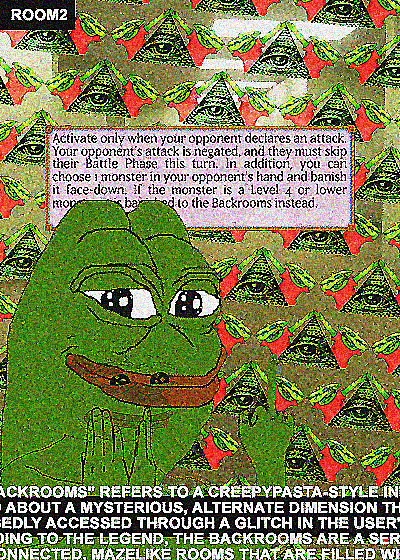 ROOM2
Activate only when your opponent declares an attack.
Your opponent's attack is negated, and they must skip
their Battle Phase this turn. In addition, you can
choose 1 monster in your opponent's hand and banish
it face-down. If the monster is a Level 4 or lower
to the Backrooms instead.
ACKROOMS" REFERS TO A CREEPYPASTA-STYLE IN
ABOUT A MYSTERIOUS, ALTERNATE DIMENSION TH
GEDLY ACCESSED THROUGH A GLITCH IN THE USER'
DING TO THE LEGEND, THE BACKROOMS ARE A SER
ONNECTED, MAZELIKE ROOMS THAT ARE FILLED W